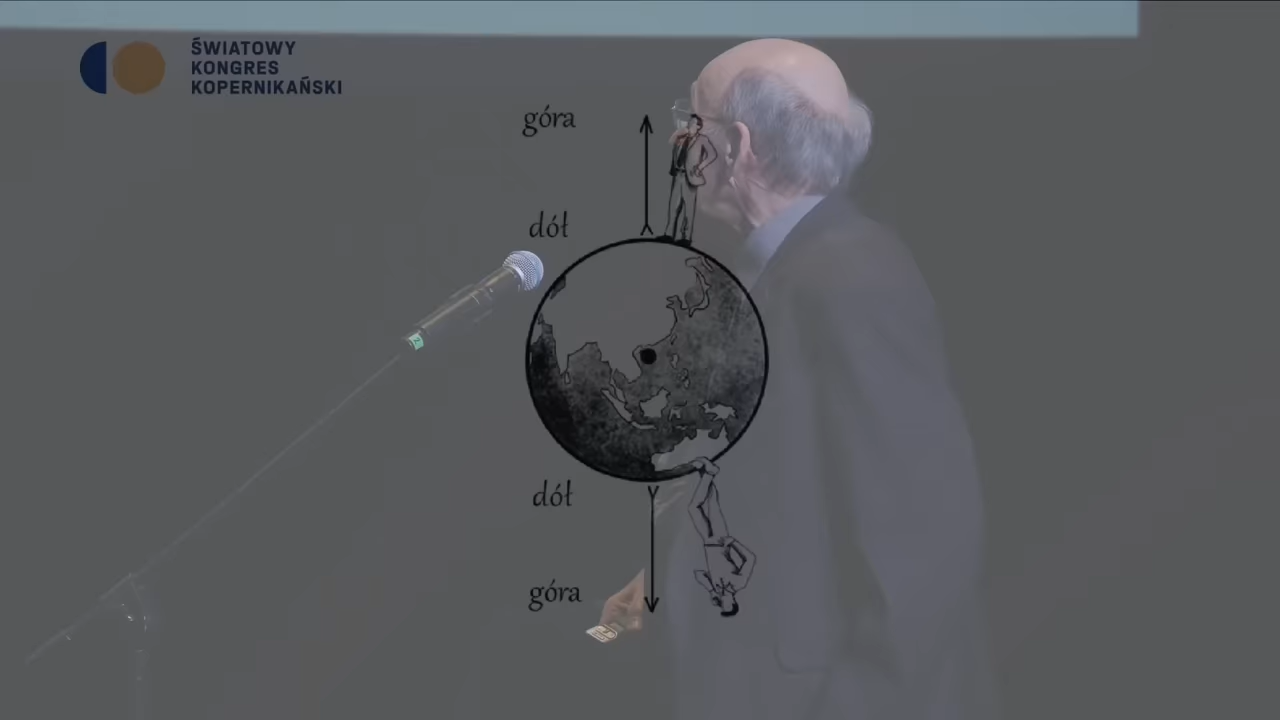 ŚWIATOWY
KONGRES
KOPERNIKAŃSKI
góra
dół
dół
góra